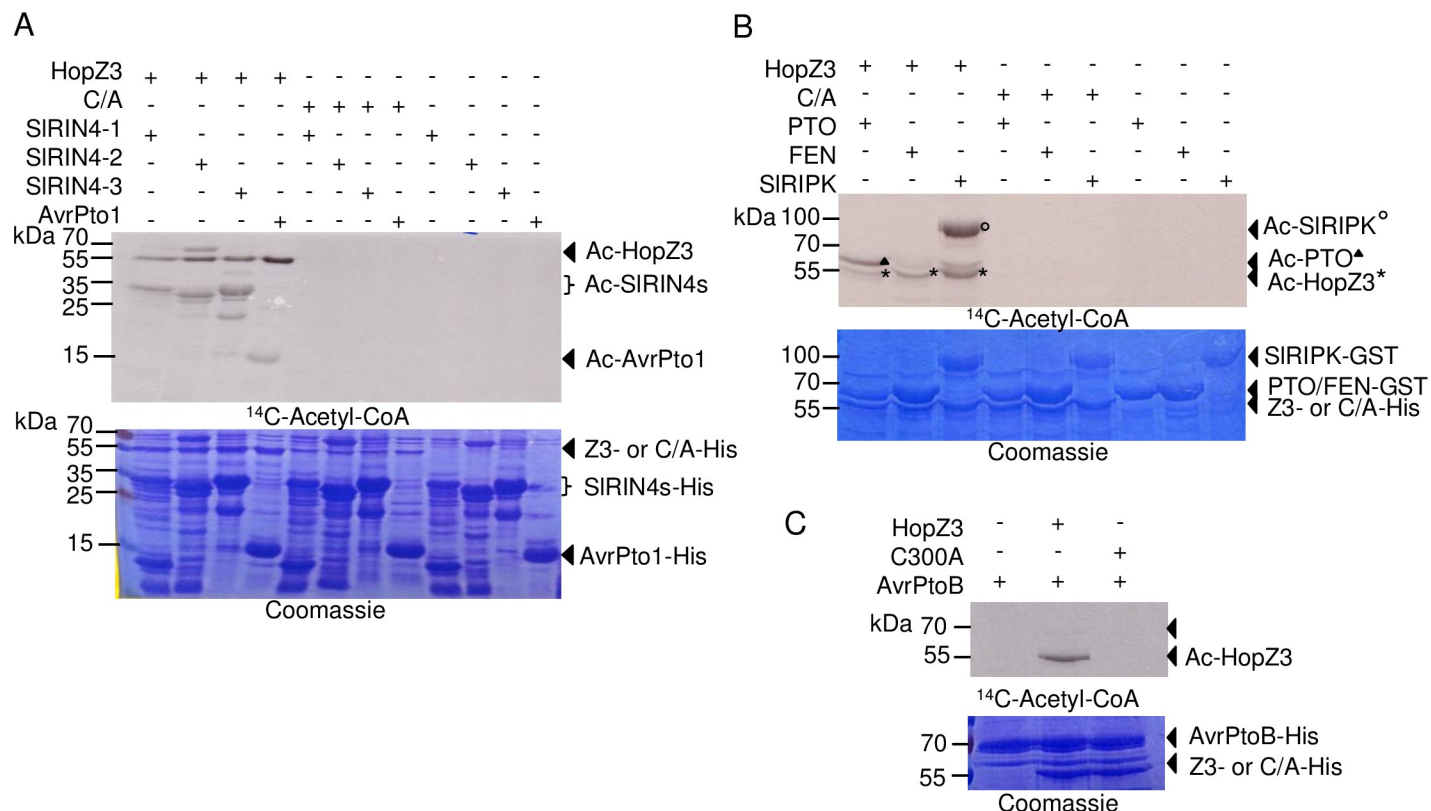 A
HopZ3 + + + + - - - - - - - -
C/A - - - - + + + + - - - -
SlRIN4-1 + - - - + - - - + - - -
SlRIN4-2 - + - - - + - - - + - -
SlRIN4-3 - - + - - - + - - - + -
AvrPto1 - - - + - - - + - - - +
kDa 70
55
35
25
15
Ac-HopZ3
} Ac-SlRIN4s
Ac-AvrPto1
¹⁴C-Acetyl-CoA
kDa 70
55
35
25
15
Z3- or C/A-His
} SlRIN4s-His
AvrPto1-His
Coomassie
B
HopZ3 + + + - - - - - -
C/A - - - + + + - - -
PTO + - - + - - + - -
FEN - + - - + - - + -
SlRIPK - - + - - + - - +
kDa 100
70
55
* * *
Ac-SlRIPK°
Ac-PTO▲
Ac-HopZ3*
¹⁴C-Acetyl-CoA
100
70
55
SlRIPK-GST
PTO/FEN-GST
Z3- or C/A-His
Coomassie
C
HopZ3 - + -
C300A - - +
AvrPtoB + + +
kDa 70
55
Ac-HopZ3
¹⁴C-Acetyl-CoA
70
55
AvrPtoB-His
Z3- or C/A-His
Coomassie